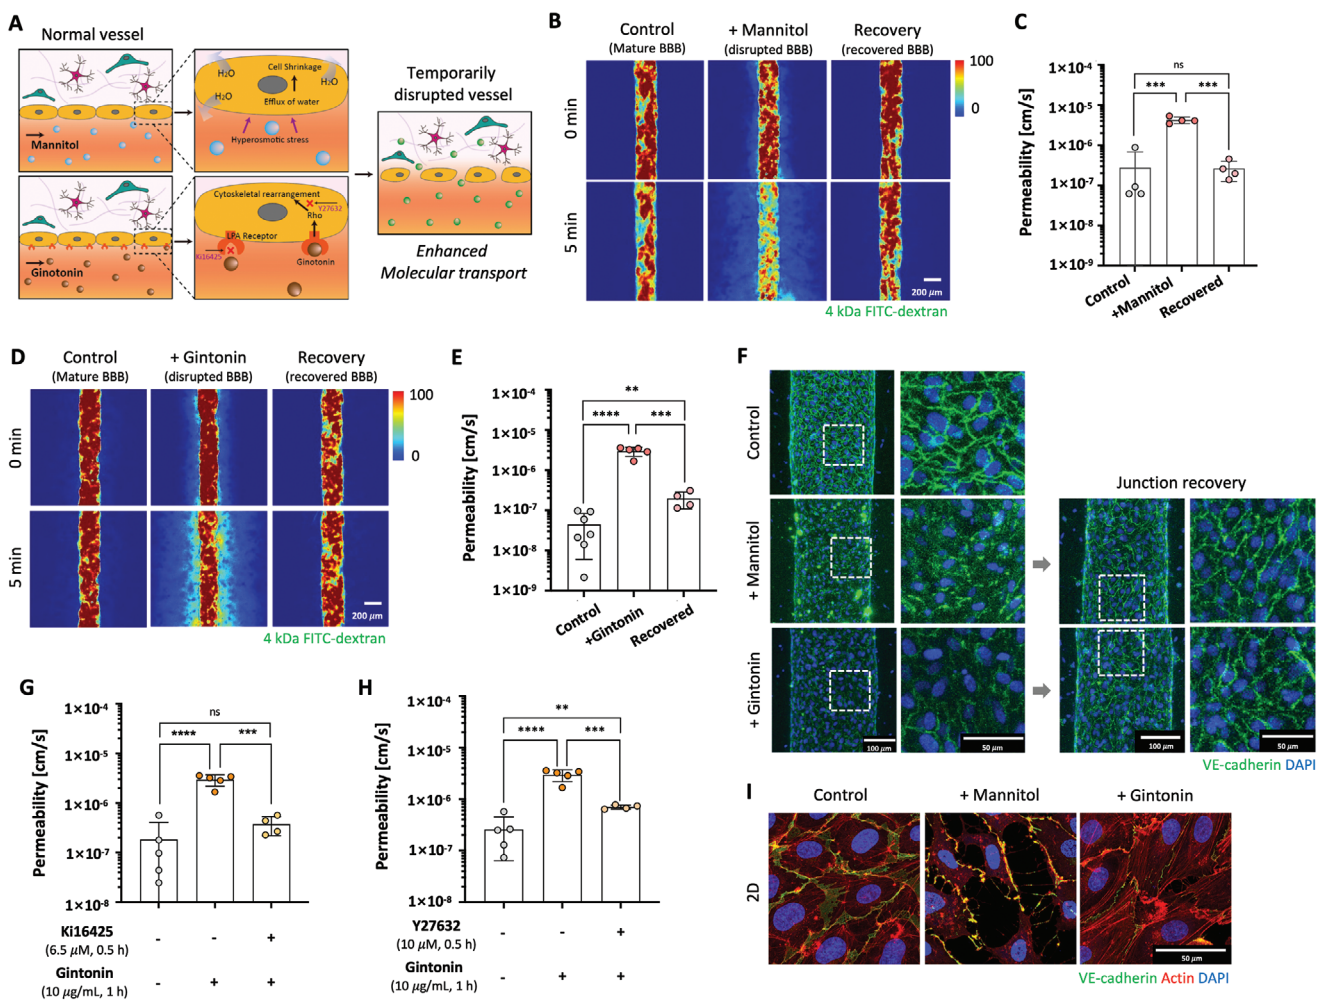 A
Normal vessel
Mannitol
H₂O
Cell Shrinkage
H₂O
H₂O
Efflux of water
Hyperosmotic stress
Ginotonin
Cytoskeletal rearrangement
Y27632
Rho
LPA Receptor
Ki16425
Ginotonin
Temporarily
disrupted vessel
Enhanced
Molecular transport
B
Control
(Mature BBB)
+ Mannitol
(disrupted BBB)
Recovery
(recovered BBB)
100
0
0 min
5 min
200 µm
4 kDa FITC-dextran
C
Permeability [cm/s]
1×10⁻⁴
1×10⁻⁵
1×10⁻⁶
1×10⁻⁷
1×10⁻⁸
1×10⁻⁹
ns
*** ***
Control
+Mannitol
Recovered
D
Control
(Mature BBB)
+ Gintonin
(disrupted BBB)
Recovery
(recovered BBB)
100
0
0 min
5 min
200 µm
4 kDa FITC-dextran
E
Permeability [cm/s]
1×10⁻⁴
1×10⁻⁵
1×10⁻⁶
1×10⁻⁷
1×10⁻⁸
1×10⁻⁹
**
**** ***
Control
+Gintonin
Recovered
F
Control
+ Mannitol
+ Gintonin
Junction recovery
100 µm
50 µm
100 µm
50 µm
VE-cadherin DAPI
G
Permeability [cm/s]
1×10⁻⁴
1×10⁻⁵
1×10⁻⁶
1×10⁻⁷
1×10⁻⁸
ns
**** ***
Ki16425 - - +
(6.5 µM, 0.5 h)
Gintonin - + +
(10 µg/mL, 1 h)
H
Permeability [cm/s]
1×10⁻⁴
1×10⁻⁵
1×10⁻⁶
1×10⁻⁷
1×10⁻⁸
**
**** ***
Y27632 - - +
(10 µM, 0.5 h)
Gintonin - + +
(10 µg/mL, 1 h)
I
Control
+ Mannitol
+ Gintonin
2D
50 µm
VE-cadherin Actin DAPI